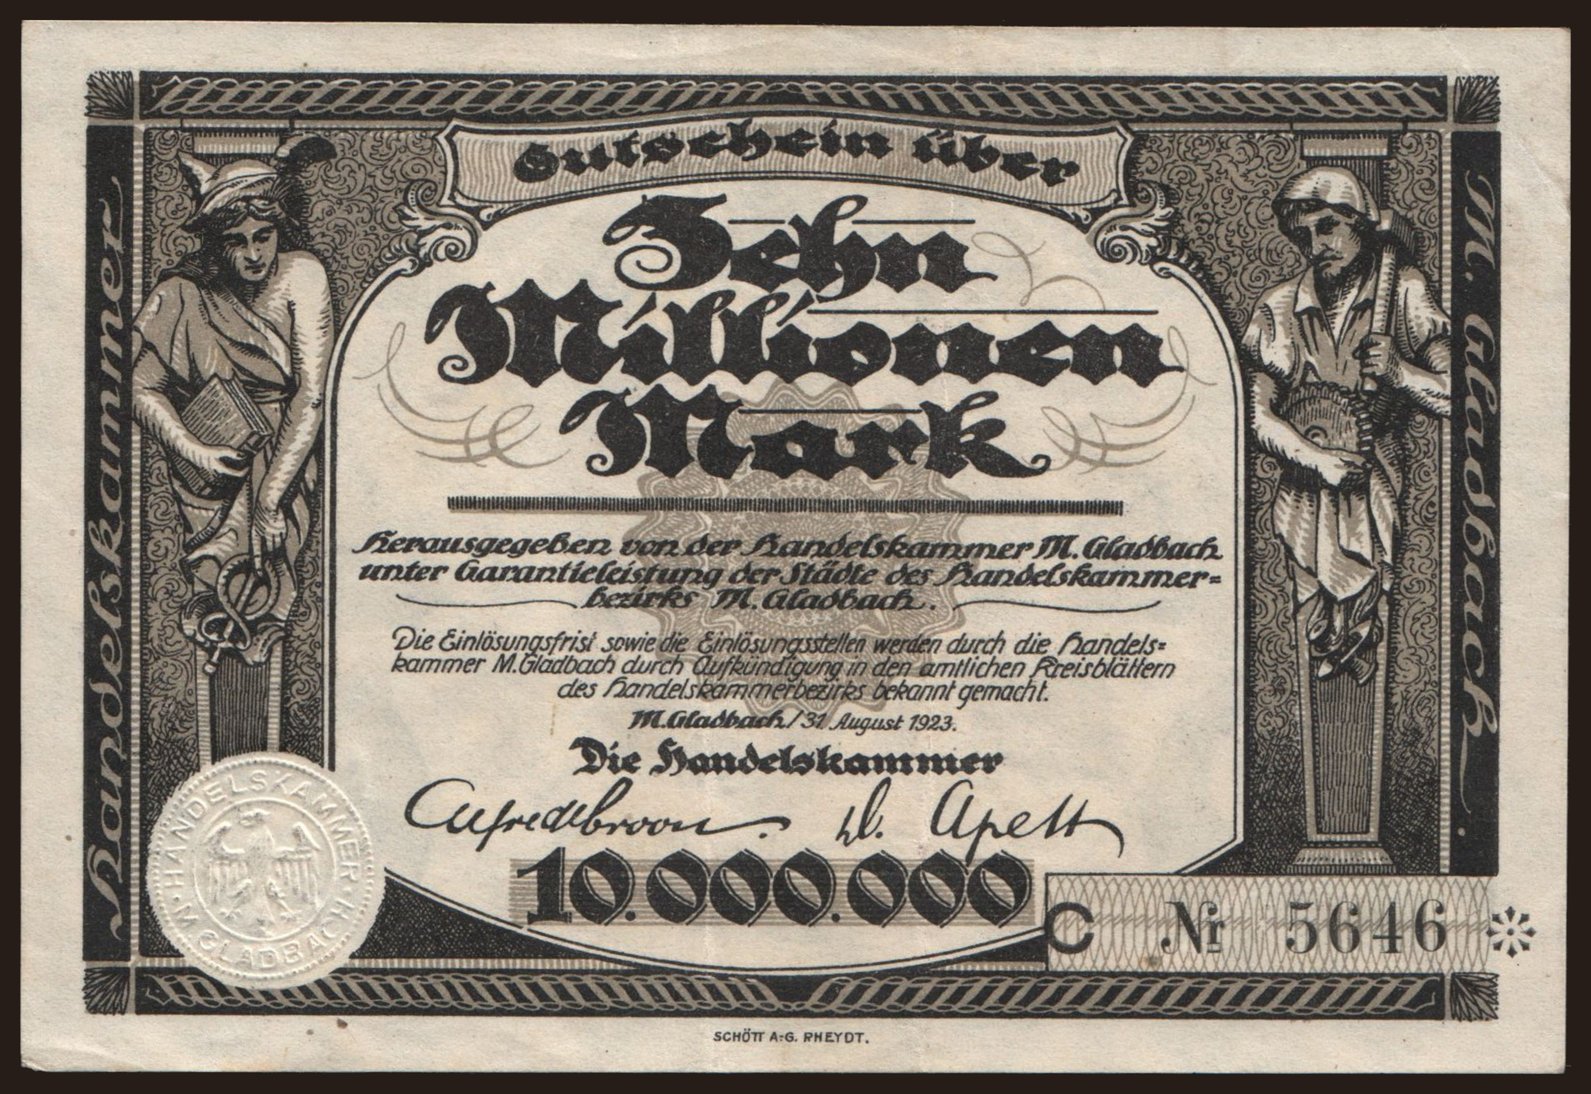 Gutschein über
Zehn
Millionen
Mark
Herausgegeben von der Handelskammer M. Gladbach
unter Garantieleistung der Städte des Handelskammer=
bezirks M. Gladbach.
Die Einlösungsfrist sowie die Einlösungsstellen werden durch die Handels=
kammer M. Gladbach durch Aufkündigung in den amtlichen Kreisblättern
des Handelskammerbezirks bekannt gemacht.
M. Gladbach / 31. August 1923.
Die Handelskammer
10.000.000
C Nr 5646
Handelskammer
M. Gladbach.
HANDELSKAMMER
M. GLADBACH
SCHÖTT A.-G. RHEYDT.